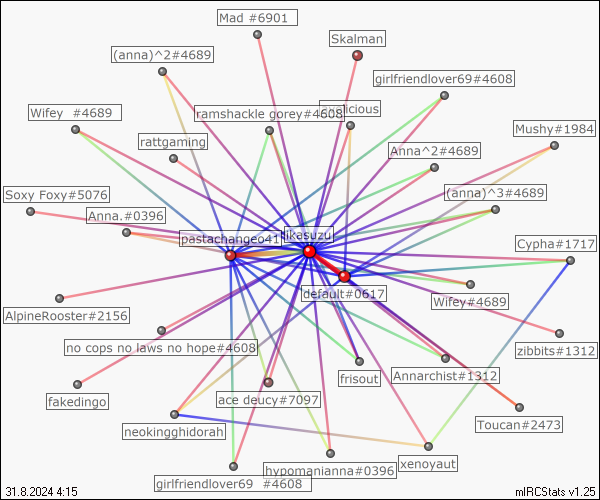 Mad #6901
Skalman
(anna)^2#4689
girlfriendlover69#4608
Wifey  #4689
ramshackle gorey#4608
Mushy#1984
rattgaming
Anna^2#4689
Soxy Foxy#5076
(anna)^3#4689
Anna.#0396
pastachangeo41
ikasuzu
Cypha#1717
default#0617
Wifey#4689
AlpineRooster#2156
no cops no laws no hope#4608
zibbits#1312
frisout
Annarchist#1312
fakedingo
ace deucy#7097
Toucan#2473
neokingghidorah
hypomanianna#0396
xenoyaut
girlfriendlover69  #4608
31.8.2024 4:15
mIRCStats v1.25